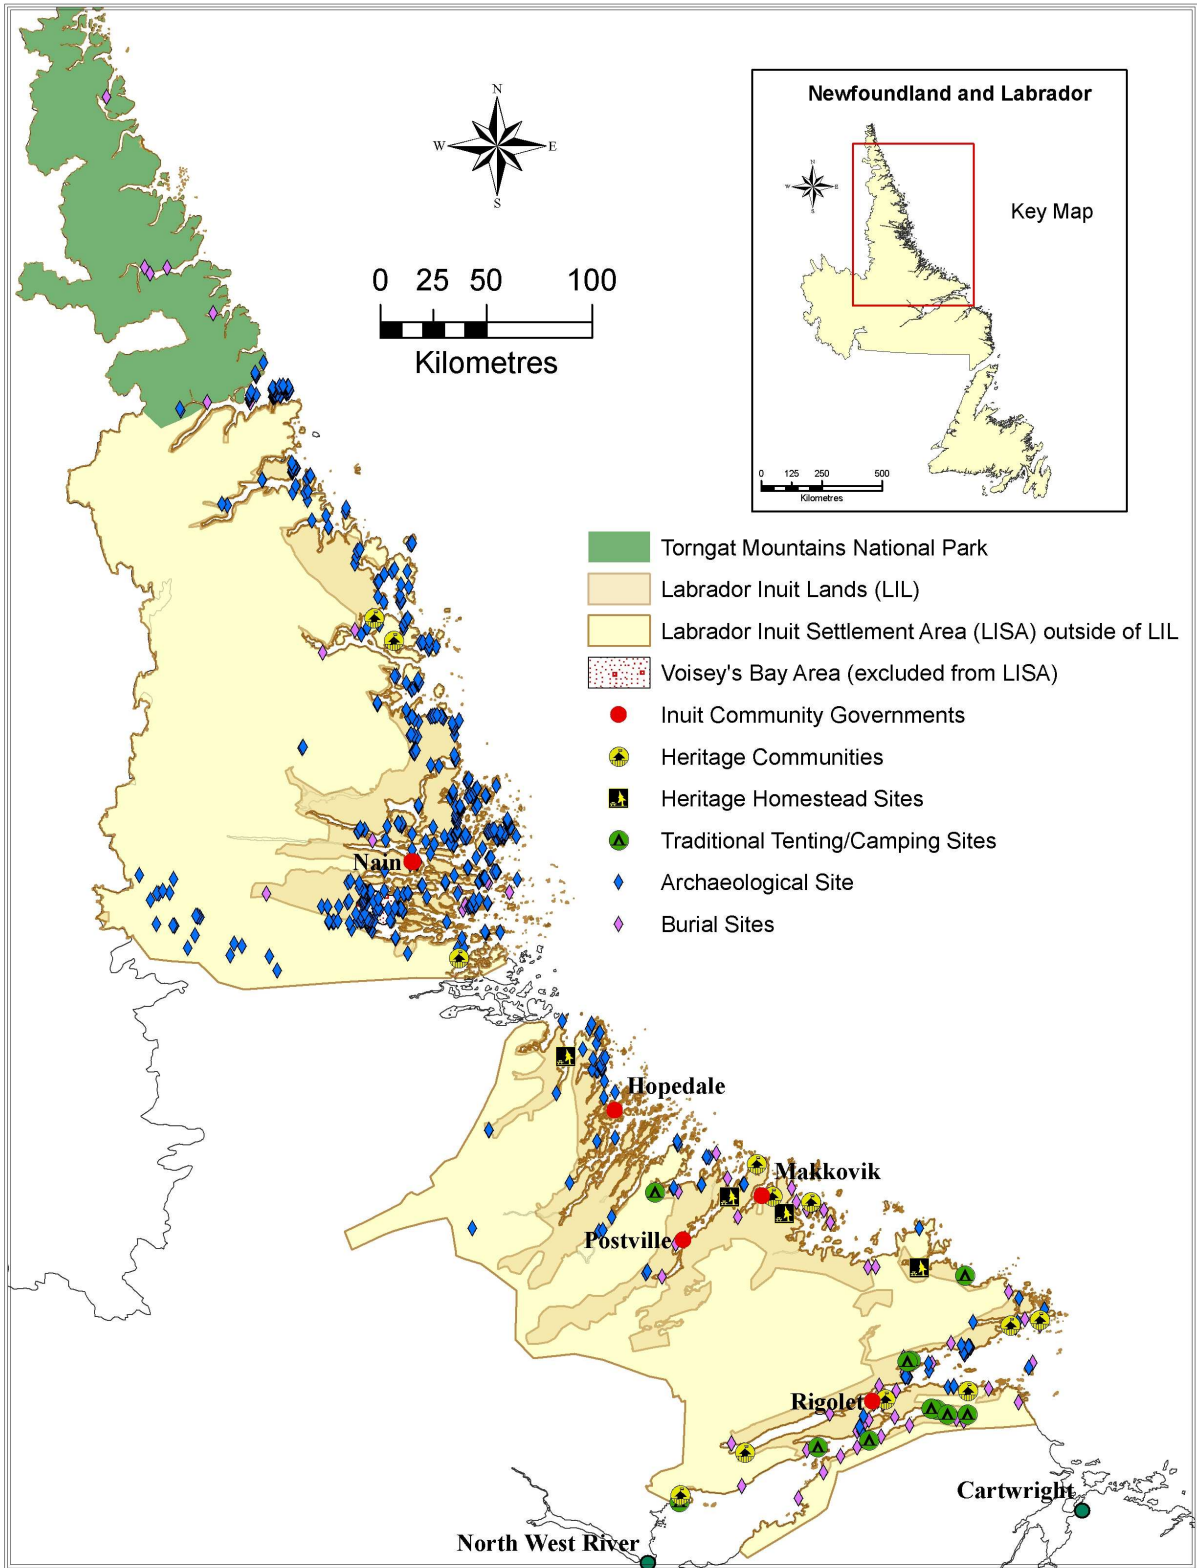 N
W E
S
0 25 50 100
Kilometres
Newfoundland and Labrador
N
W E
S
Key Map
0 125 250 500
Kilometres
Torngat Mountains National Park
Labrador Inuit Lands (LIL)
Labrador Inuit Settlement Area (LISA) outside of LIL
Voisey's Bay Area (excluded from LISA)
Inuit Community Governments
Heritage Communities
Heritage Homestead Sites
Traditional Tenting/Camping Sites
Archaeological Site
Burial Sites
Nain
Hopedale
Makkovik
Postville
Rigolet
Cartwright
North West River